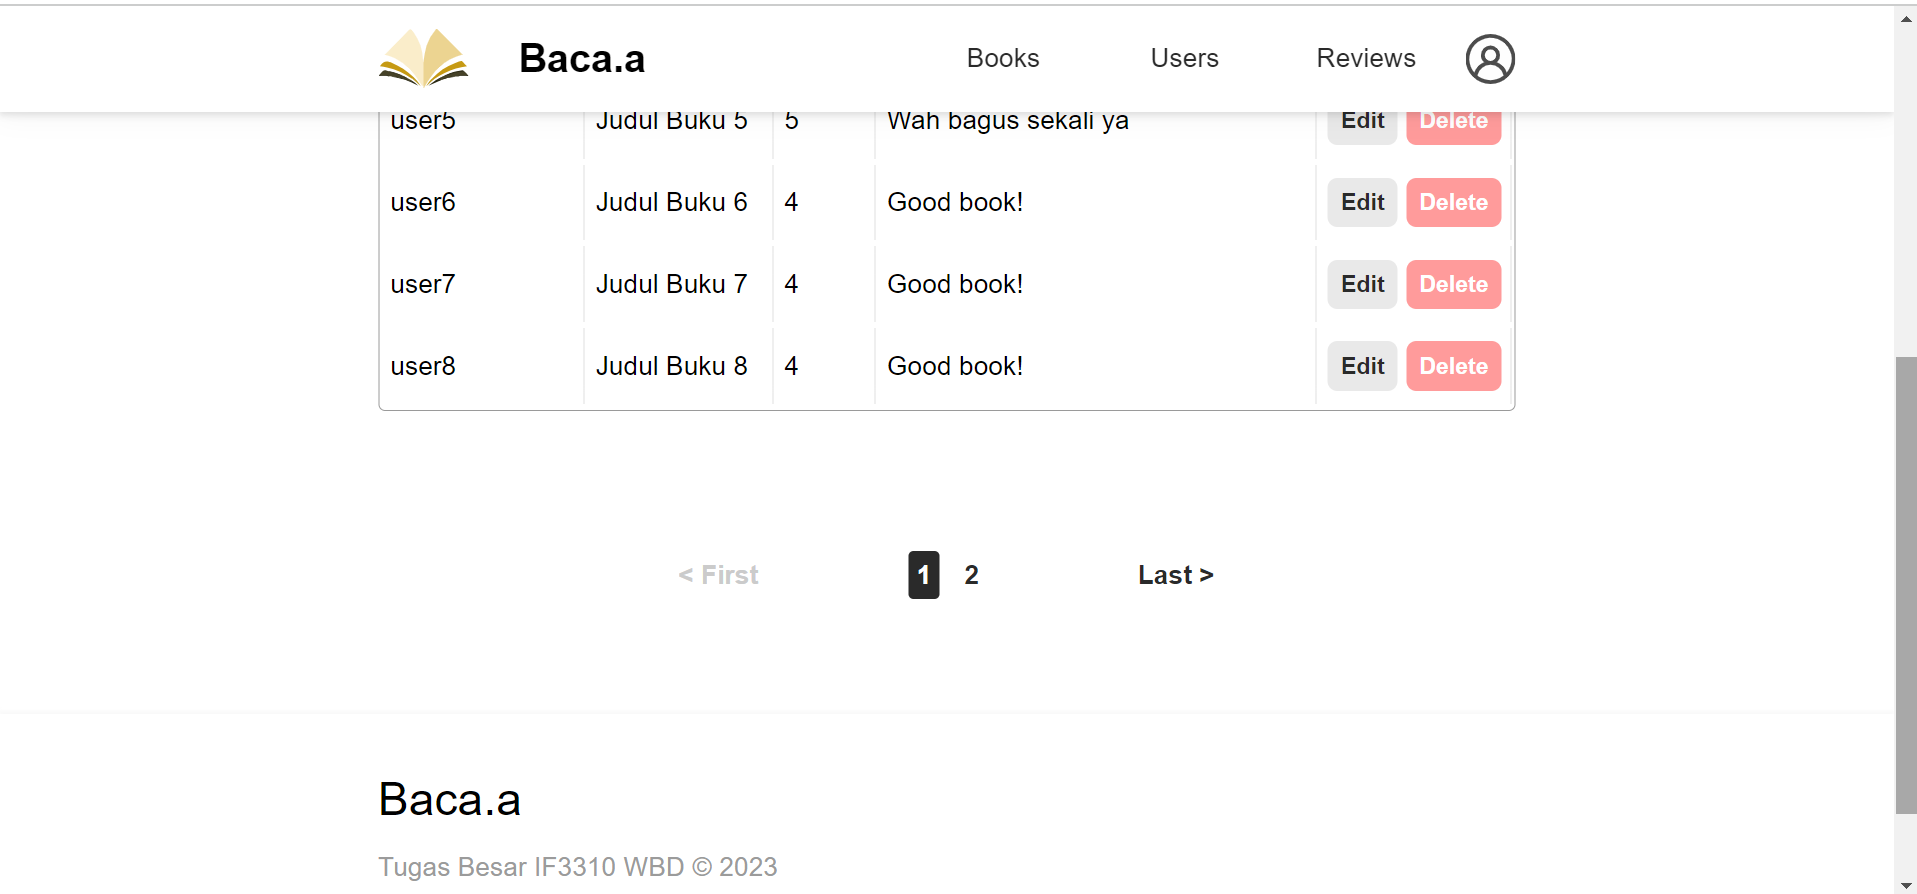 Baca.a Books Users Reviews
user5 Judul Buku 5 5 Wah bagus sekali ya Edit Delete
user6 Judul Buku 6 4 Good book! Edit Delete
user7 Judul Buku 7 4 Good book! Edit Delete
user8 Judul Buku 8 4 Good book! Edit Delete
< First 1 2 Last >
Baca.a
Tugas Besar IF3310 WBD © 2023